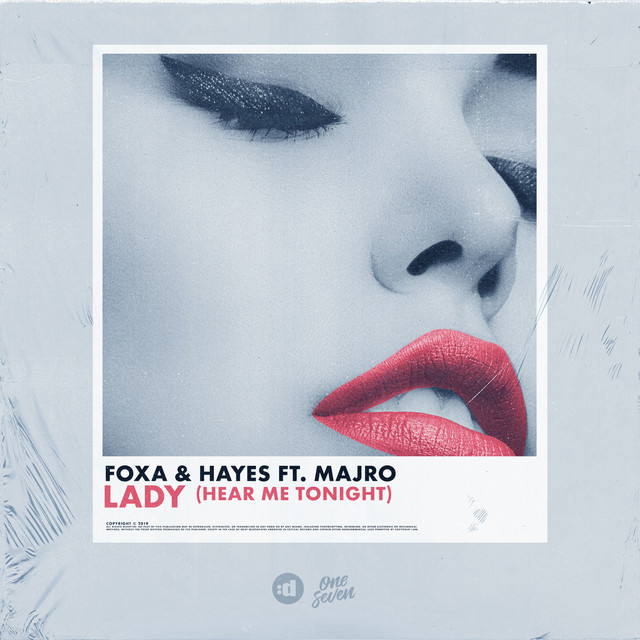 FOXA & HAYES FT. MAJRO
LADY (HEAR ME TONIGHT)
COPYRIGHT © 2019
:d
one
seven